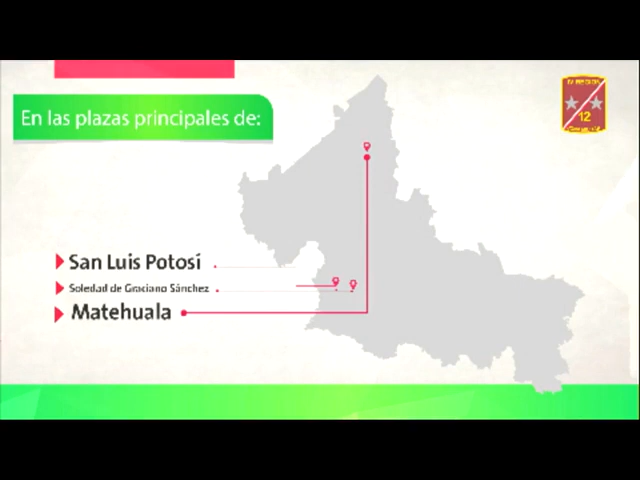 En las plazas principales de:
12
San Luis Potosí
Soledad de Graciano Sánchez
Matehuala